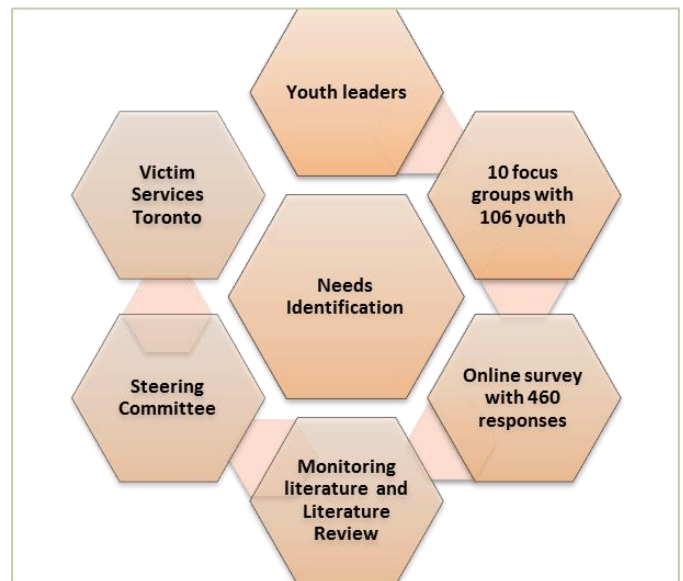 Youth leaders
10 focus
groups with
106 youth
Online survey
with 460
responses
Monitoring
literature and
Literature
Review
Steering
Committee
Victim
Services
Toronto
Needs
Identification